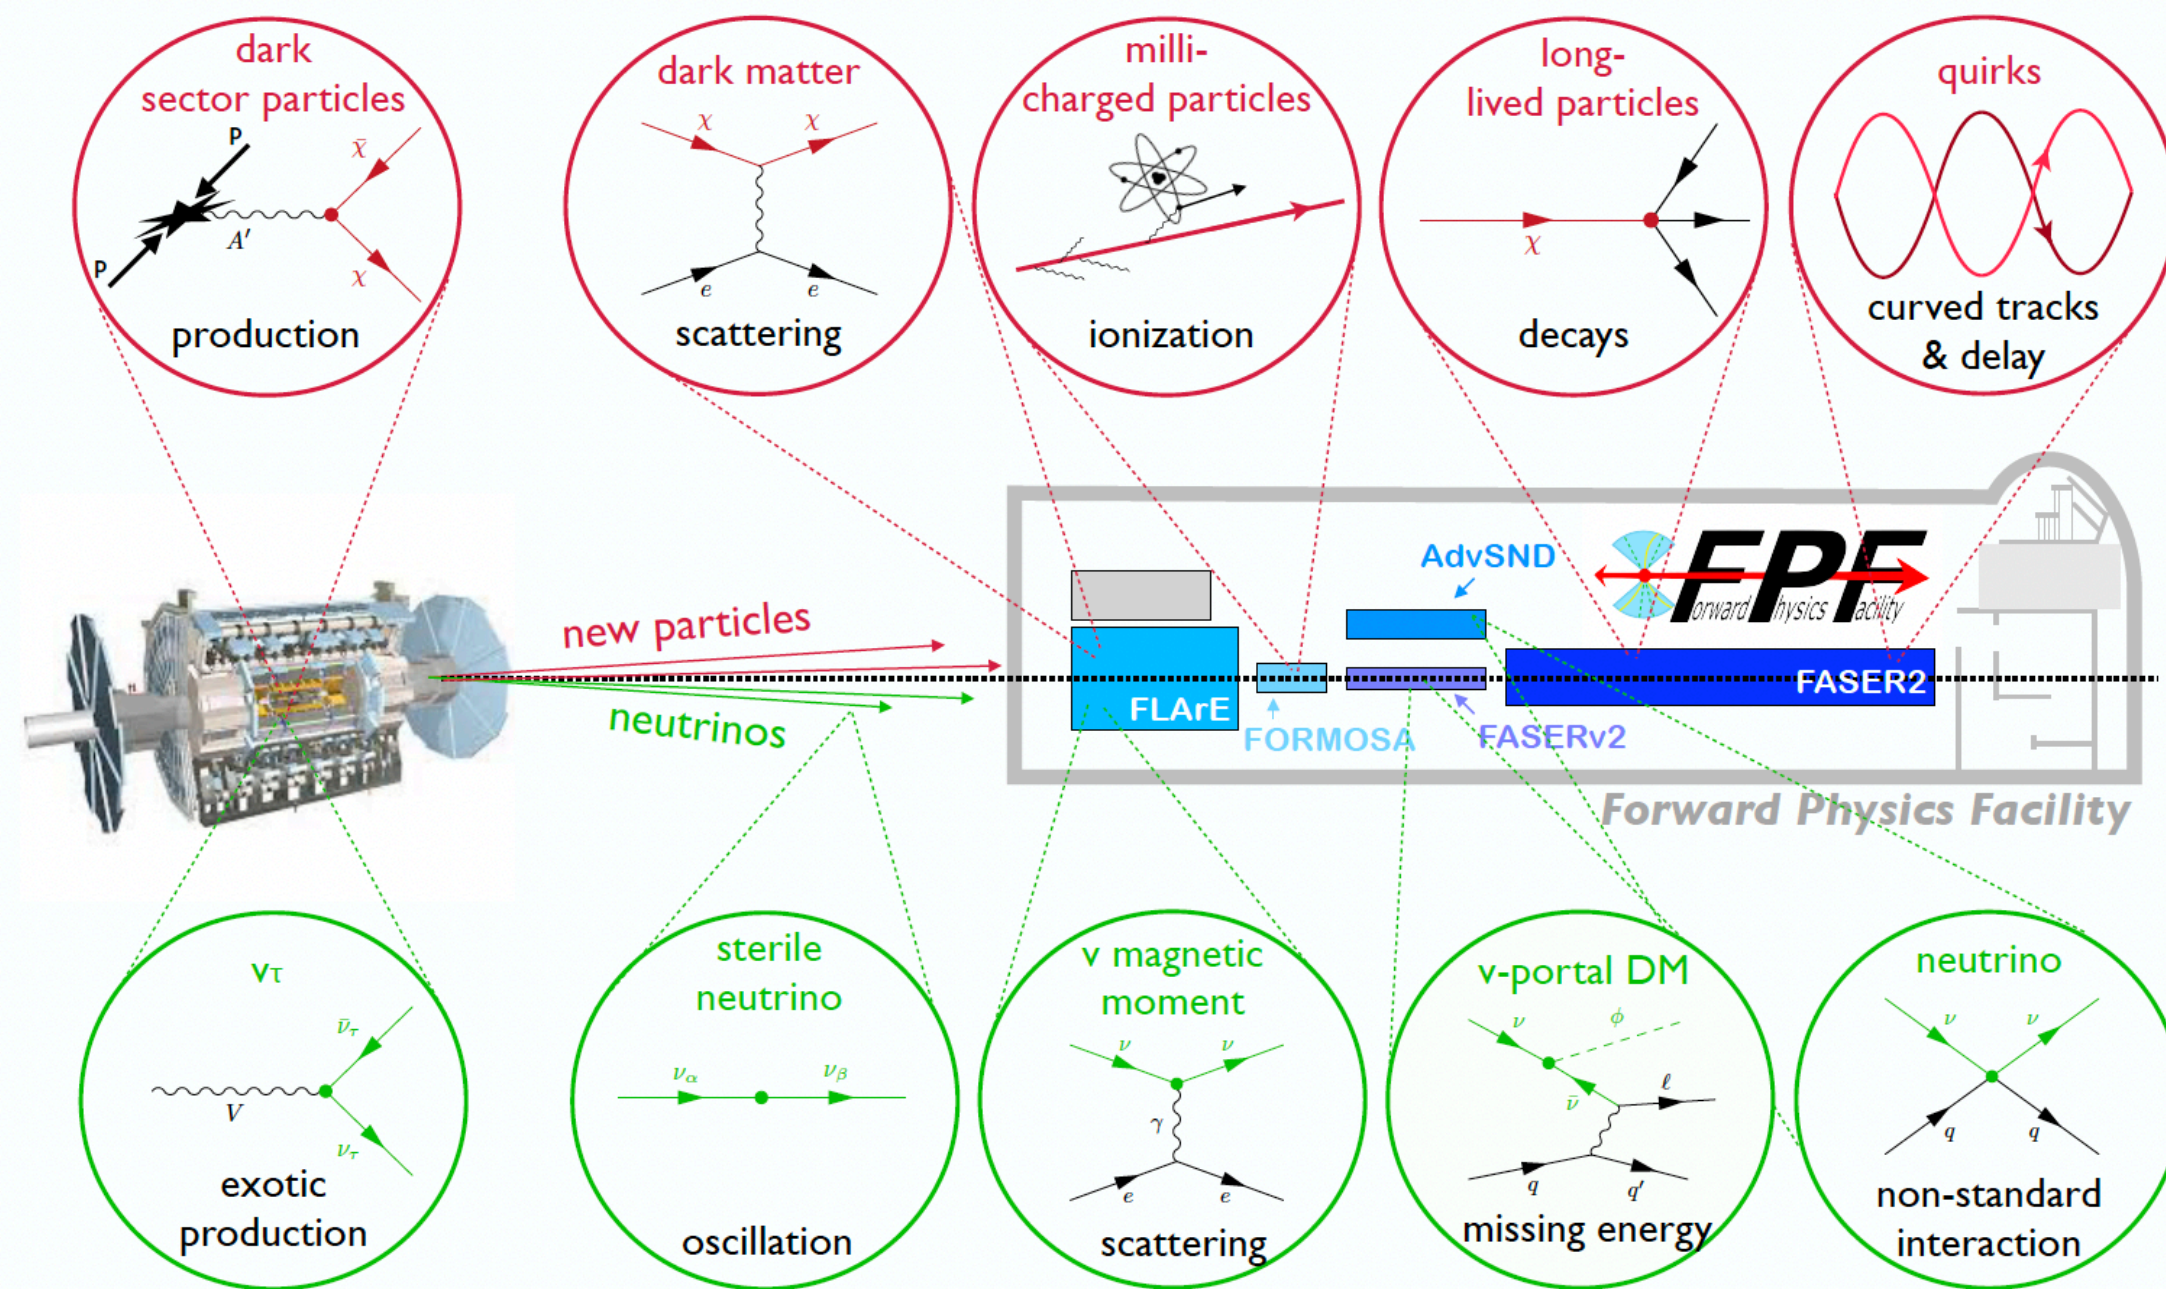 dark
sector particles
P
P
A′
χ̄
χ
production
dark matter
χ χ
e e
scattering
milli-
charged particles
ionization
long-
lived particles
χ
decays
quirks
curved tracks
& delay
new particles
neutrinos
FLArE
FORMOSA
AdvSND
FASERv2
FASER2
FPF
Forward Physics Facility
Forward Physics Facility
ντ
ν̄τ
V
ντ
exotic
production
sterile
neutrino
να νβ
oscillation
ν magnetic
moment
ν ν
γ
e e
scattering
ν-portal DM
ν ϕ
ν̄ ℓ
q q′
missing energy
neutrino
ν ν
q q
non-standard
interaction